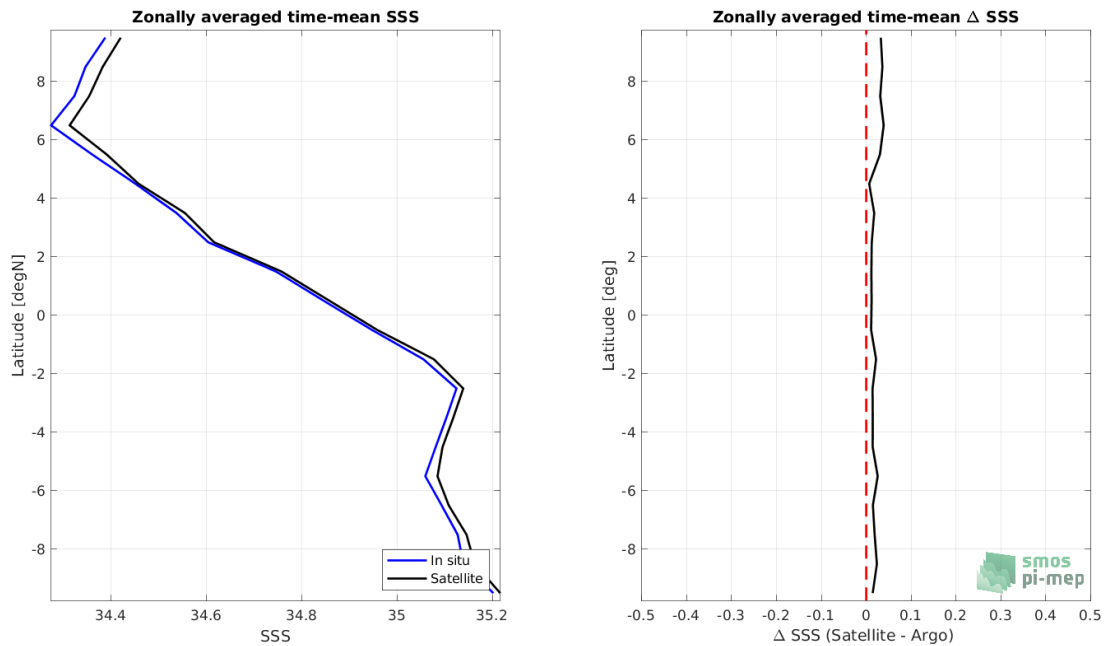 Zonally averaged time-mean SSS
8
6
4
2
0
-2
-4
-6
-8
Latitude [degN]
34.4 34.6 34.8 35 35.2
SSS
In situ
Satellite
Zonally averaged time-mean Δ SSS
8
6
4
2
0
-2
-4
-6
-8
Latitude [deg]
-0.5 -0.4 -0.3 -0.2 -0.1 0 0.1 0.2 0.3 0.4 0.5
Δ SSS (Satellite - Argo)
smos
pi-mep